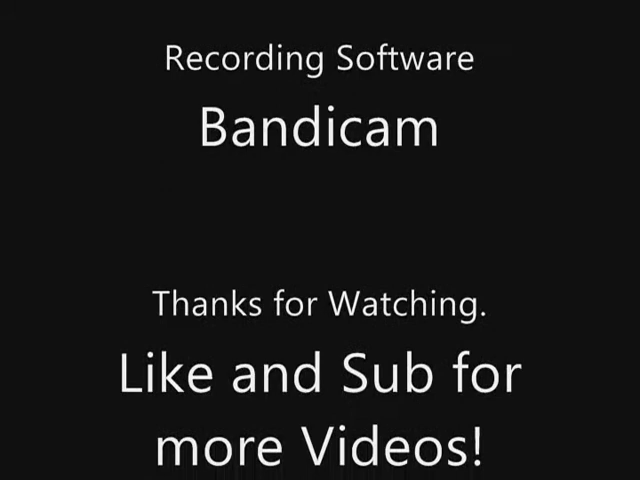 Recording Software
Bandicam
Thanks for Watching.
Like and Sub for
more Videos!